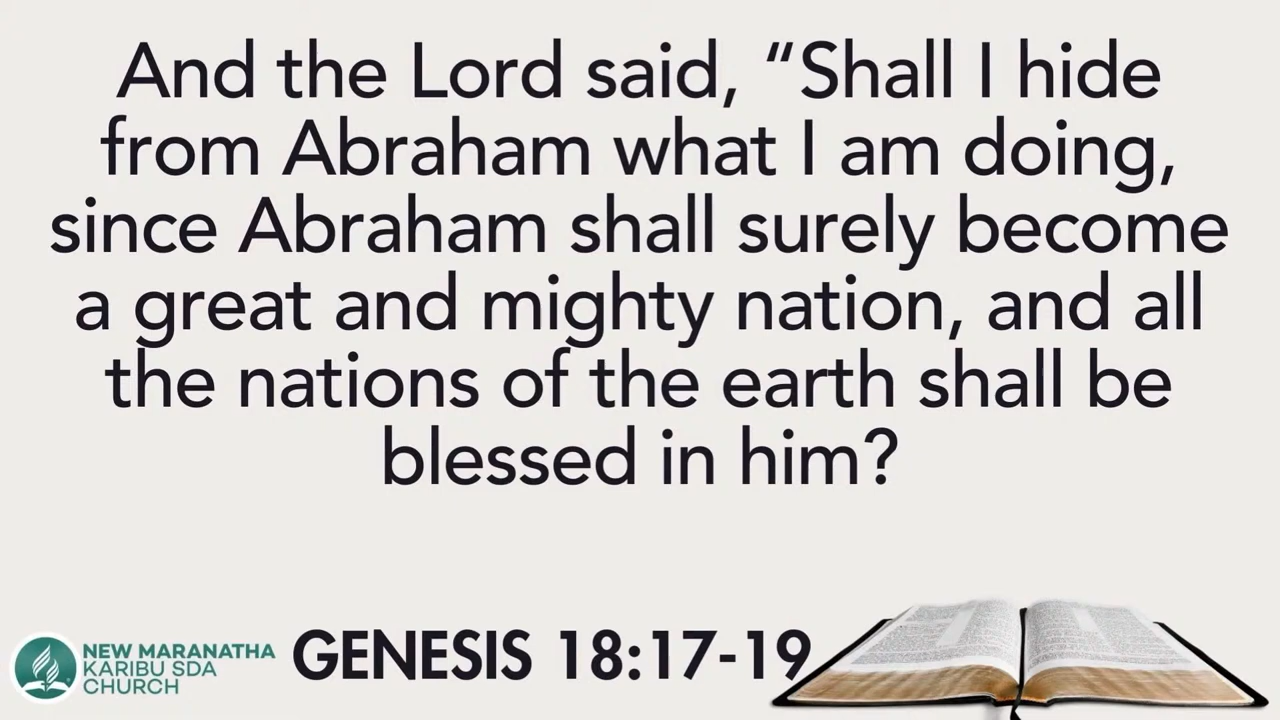 And the Lord said, “Shall I hide
from Abraham what I am doing,
since Abraham shall surely become
a great and mighty nation, and all
the nations of the earth shall be
blessed in him?
NEW MARANATHA
KARIBU SDA
CHURCH
GENESIS 18:17-19